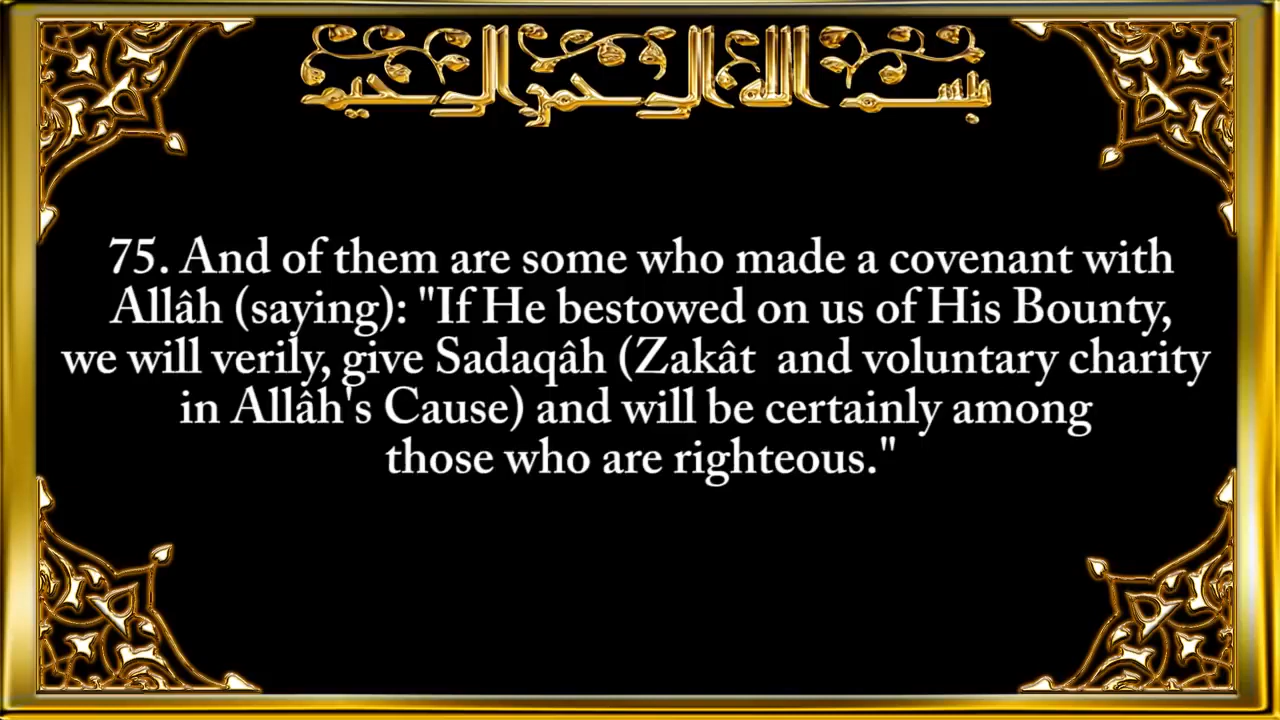 بسم الله الرحمن الرحيم
75. And of them are some who made a covenant with
Allâh (saying): "If He bestowed on us of His Bounty,
we will verily, give Sadaqâh (Zakât  and voluntary charity
in Allâh's Cause) and will be certainly among
those who are righteous."